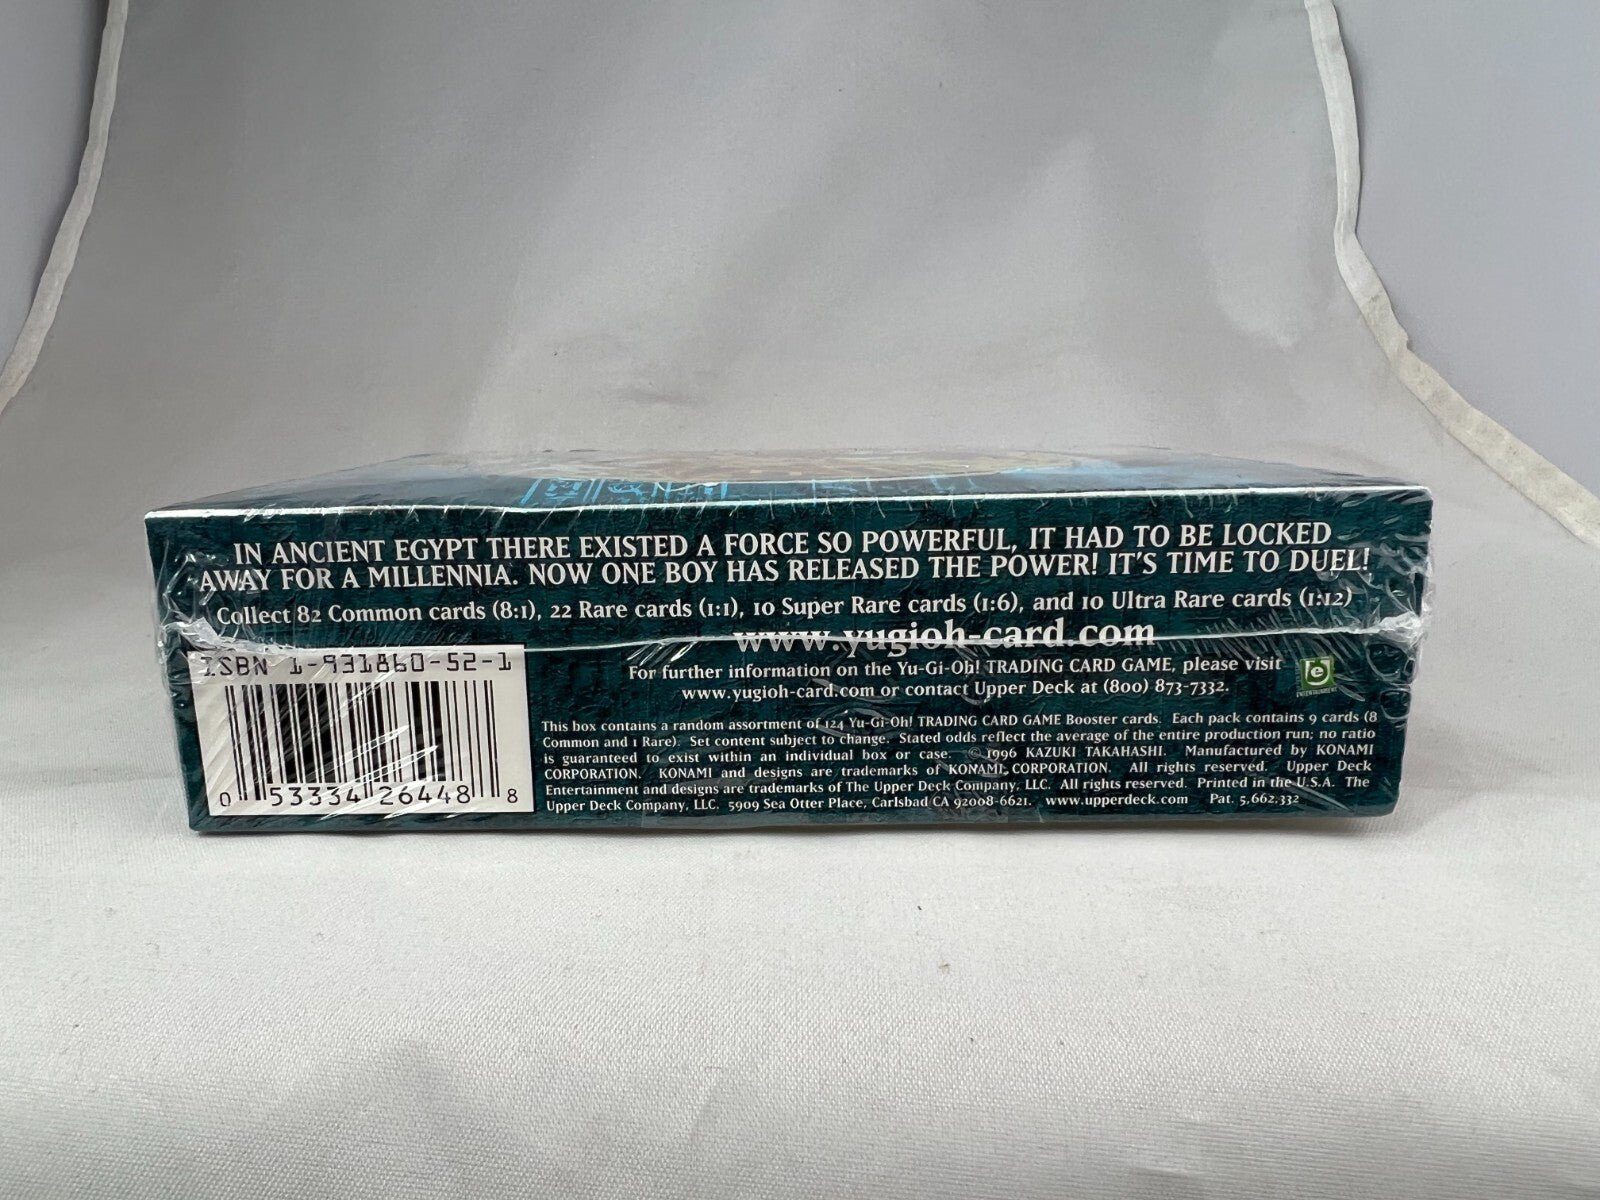 IN ANCIENT EGYPT THERE EXISTED A FORCE SO POWERFUL, IT HAD TO BE LOCKED
AWAY FOR A MILLENNIA. NOW ONE BOY HAS RELEASED THE POWER! IT'S TIME TO DUEL!
Collect 82 Common cards (8:1), 22 Rare cards (1:1), 10 Super Rare cards (1:6), and 10 Ultra Rare cards (1:12)
www.yugioh-card.com
ISBN 1-931860-52-1
0 53334 26448 8
For further information on the Yu-Gi-Oh! TRADING CARD GAME, please visit
www.yugioh-card.com or contact Upper Deck at (800) 873-7332.
e
This box contains a random assortment of 124 Yu-Gi-Oh! TRADING CARD GAME Booster cards. Each pack contains 9 cards (8
Common and 1 Rare). Set content subject to change. Stated odds reflect the average of the entire production run; no ratio
is guaranteed to exist within an individual box or case. © 1996 KAZUKI TAKAHASHI. Manufactured by KONAMI
CORPORATION. KONAMI and designs are trademarks of KONAMI CORPORATION. All rights reserved. Upper Deck
Entertainment and designs are trademarks of The Upper Deck Company, LLC. All rights reserved. Printed in the U.S.A. The
Upper Deck Company, LLC. 5909 Sea Otter Place, Carlsbad CA 92008-6621. www.upperdeck.com Pat. 5,662,332